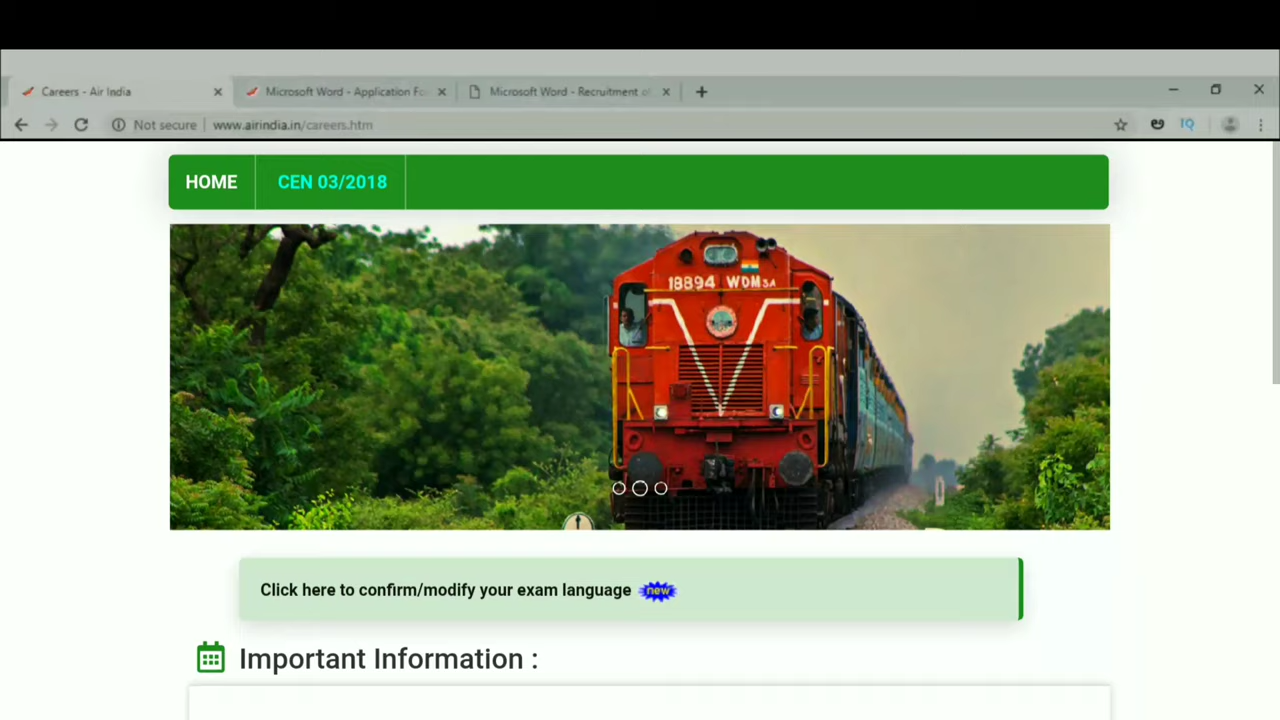 Careers - Air India
Microsoft Word - Application Fo
Microsoft Word - Recruitment of
Not secure
www.airindia.in/careers.htm
IQ
HOME
CEN 03/2018
18894 WDM3A
Click here to confirm/modify your exam language new
Important Information :